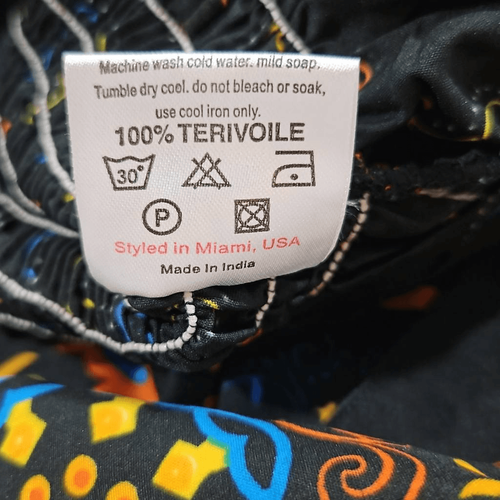 Machine wash cold water. mild soap.
Tumble dry cool. do not bleach or soak,
use cool iron only.
100% TERIVOILE
30°
P
Styled in Miami, USA
Made In India